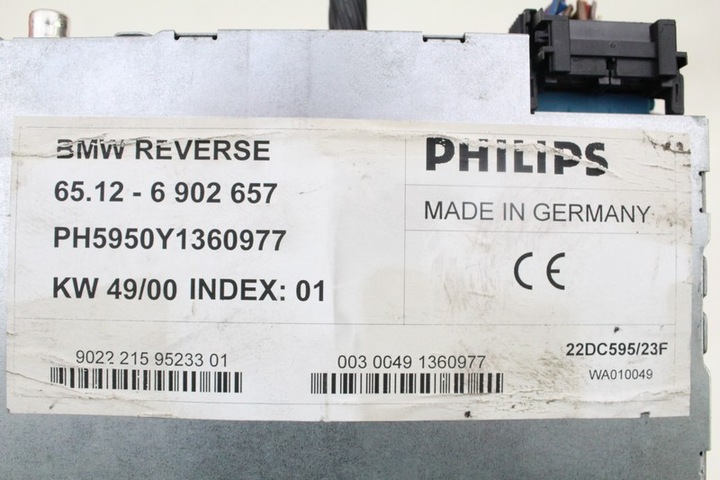 BMW REVERSE
65.12 - 6 902 657
PH5950Y1360977
KW 49/00 INDEX: 01
PHILIPS
MADE IN GERMANY
CE
9022 215 95233 01
003 0049 1360977
22DC595/23F
WA010049